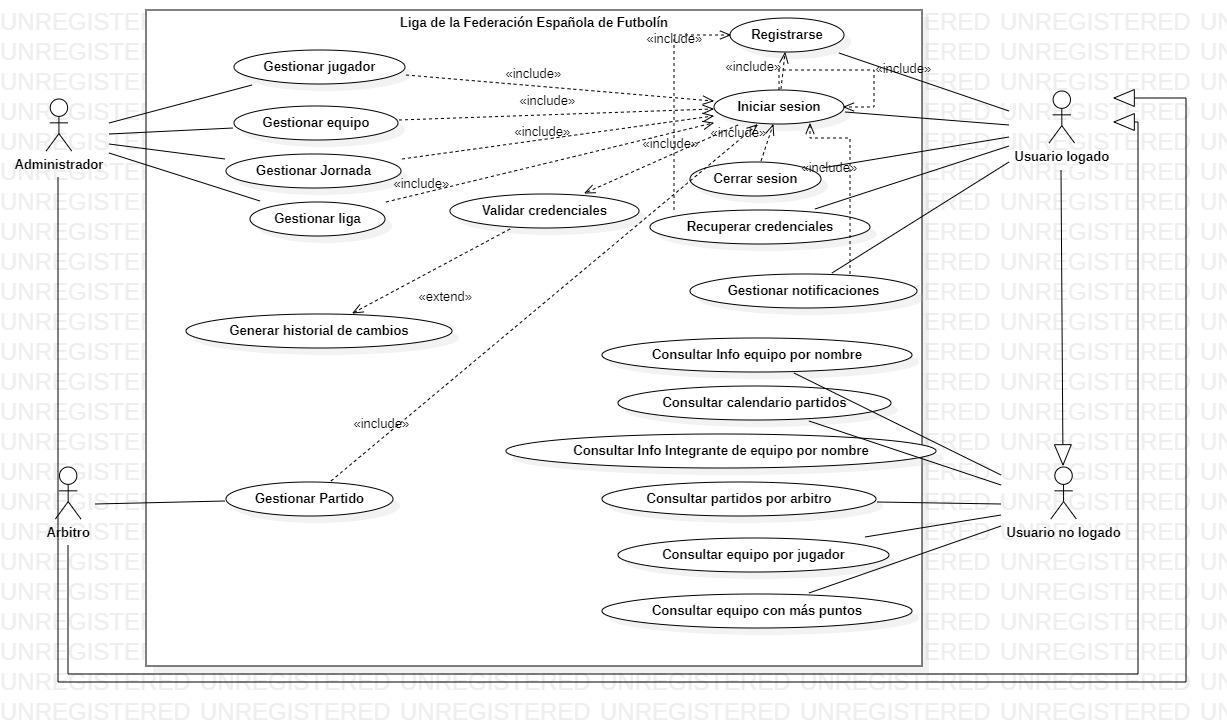 Liga de la Federación Española de Futbolín
Registrarse
«include»
Gestionar jugador
«include»
«include»
«include»
Iniciar sesion
«include»
Gestionar equipo
«include»
«include»
«include»
Administrador
Usuario logado
Gestionar Jornada
«include»
Cerrar sesion
«include»
Gestionar liga
Validar credenciales
Recuperar credenciales
Gestionar notificaciones
«extend»
Generar historial de cambios
Consultar Info equipo por nombre
Consultar calendario partidos
«include»
Consultar Info Integrante de equipo por nombre
Gestionar Partido
Consultar partidos por arbitro
Arbitro
Usuario no logado
Consultar equipo por jugador
Consultar equipo con más puntos
UNREGISTERED